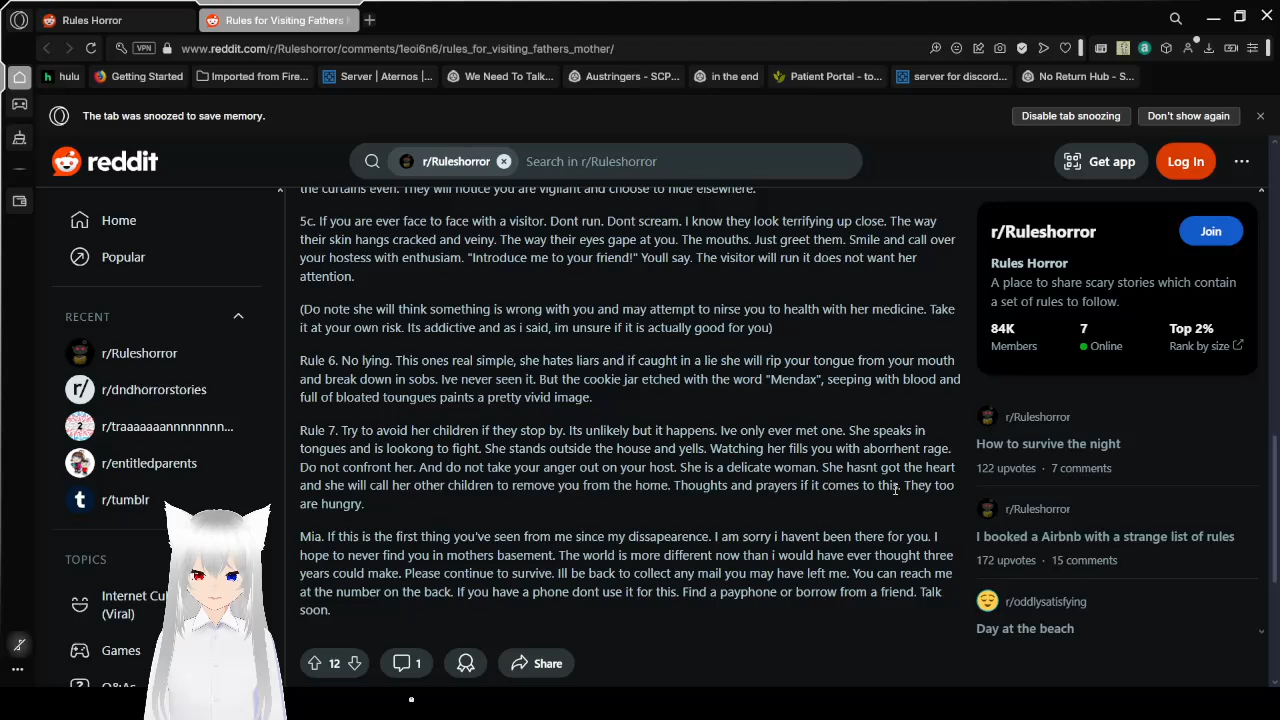 Rules Horror
Rules for Visiting Fathers
VPN
www.reddit.com/r/Ruleshorror/comments/1eoi6n6/rules_for_visiting_fathers_mother/
hulu
Getting Started
Imported from Fire...
Server | Aternos |...
We Need To Talk...
Austringers - SCP...
in the end
Patient Portal - to...
server for discord...
No Return Hub - S...
The tab was snoozed to save memory.
Disable tab snoozing
Don't show again
reddit
r/Ruleshorror
Search in r/Ruleshorror
Get app
Log In
Home
Popular
RECENT
r/Ruleshorror
r/dndhorrorstories
r/traaaaaaannnnnnnnn...
r/entitledparents
r/tumblr
TOPICS
Internet Cu
(Viral)
Games
Q&As
the curtains even. They will notice you are vigilant and choose to hide elsewhere.
5c. If you are ever face to face with a visitor. Dont run. Dont scream. I know they look terrifying up close. The way
their skin hangs cracked and veiny. The way their eyes gape at you. The mouths. Just greet them. Smile and call over
your hostess with enthusiam. "Introduce me to your friend!" Youll say. The visitor will run it does not want her
attention.
(Do note she will think something is wrong with you and may attempt to nirse you to health with her medicine. Take
it at your own risk. Its addictive and as i said, im unsure if it is actually good for you)
Rule 6. No lying. This ones real simple, she hates liars and if caught in a lie she will rip your tongue from your mouth
and break down in sobs. Ive never seen it. But the cookie jar etched with the word "Mendax", seeping with blood and
full of bloated toungues paints a pretty vivid image.
Rule 7. Try to avoid her children if they stop by. Its unlikely but it happens. Ive only ever met one. She speaks in
tongues and is lookong to fight. She stands outside the house and yells. Watching her fills you with aborrhent rage.
Do not confront her. And do not take your anger out on your host. She is a delicate woman. She hasnt got the heart
and she will call her other children to remove you from the home. Thoughts and prayers if it comes to this. They too
are hungry.
Mia. If this is the first thing you've seen from me since my dissapearence. I am sorry i havent been there for you. I
hope to never find you in mothers basement. The world is more different now than i would have ever thought three
years could make. Please continue to survive. Ill be back to collect any mail you may have left me. You can reach me
at the number on the back. If you have a phone dont use it for this. Find a payphone or borrow from a friend. Talk
soon.
12
1
Share
r/Ruleshorror
Join
Rules Horror
A place to share scary stories which contain
a set of rules to follow.
84K
7
Top 2%
Members
Online
Rank by size
r/Ruleshorror
How to survive the night
122 upvotes • 7 comments
r/Ruleshorror
I booked a Airbnb with a strange list of rules
172 upvotes • 15 comments
r/oddlysatisfying
Day at the beach